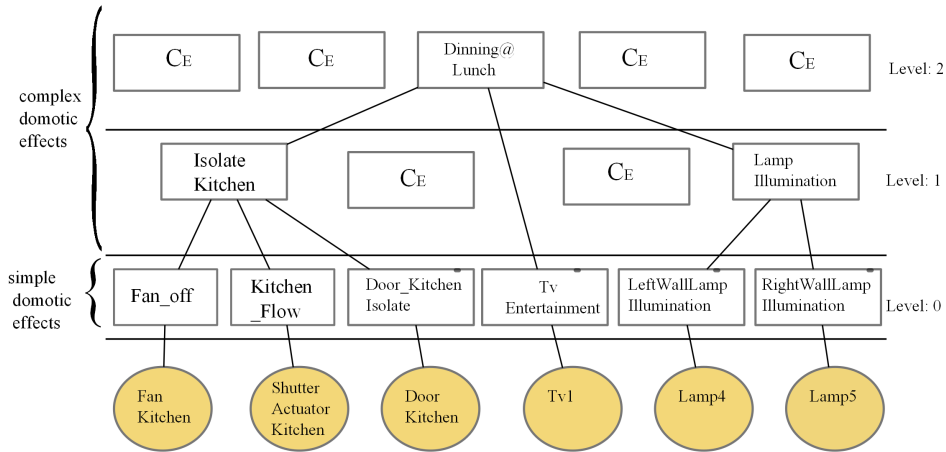 CE
CE
Dinning@
Lunch
CE
CE
Level: 2
complex
domotic
effects
Isolate
Kitchen
CE
CE
Lamp
Illumination
Level: 1
simple
domotic
effects
Fan_off
Kitchen
_Flow
Door_Kitchen
Isolate
Tv
Entertainment
LeftWallLamp
Illumination
RightWallLamp
Illumination
Level: 0
Fan
Kitchen
Shutter
Actuator
Kitchen
Door
Kitchen
Tv1
Lamp4
Lamp5